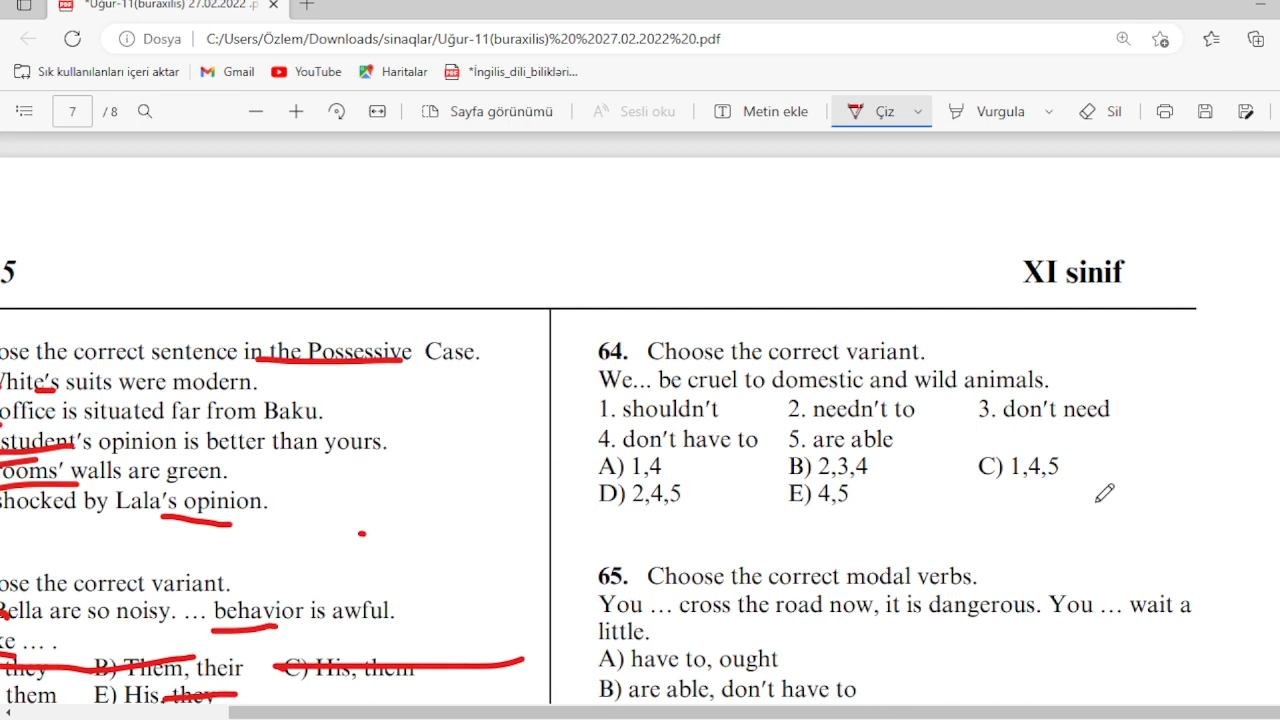 *Uğur-11(buraxilis) 27.02.2022 .p
Dosya C:/Users/Özlem/Downloads/sinaqlar/Uğur-11(buraxilis)%20%2027.02.2022%20.pdf
Sık kullanılanları içeri aktar Gmail YouTube Haritalar *İngilis_dili_bilikləri...
7 / 8 Sayfa görünümü Sesli oku Metin ekle Çiz Vurgula Sil
5
XI sinif
ose the correct sentence in the Possessive Case.
White's suits were modern.
office is situated far from Baku.
student's opinion is better than yours.
rooms' walls are green.
shocked by Lala's opinion.
ose the correct variant.
Bella are so noisy. … behavior is awful.
ke … .
they B) Them, their C) His, them
them E) His, they
64. Choose the correct variant.
We... be cruel to domestic and wild animals.
1. shouldn't 2. needn't to 3. don't need
4. don't have to 5. are able
A) 1,4 B) 2,3,4 C) 1,4,5
D) 2,4,5 E) 4,5
65. Choose the correct modal verbs.
You … cross the road now, it is dangerous. You … wait a
little.
A) have to, ought
B) are able, don't have to